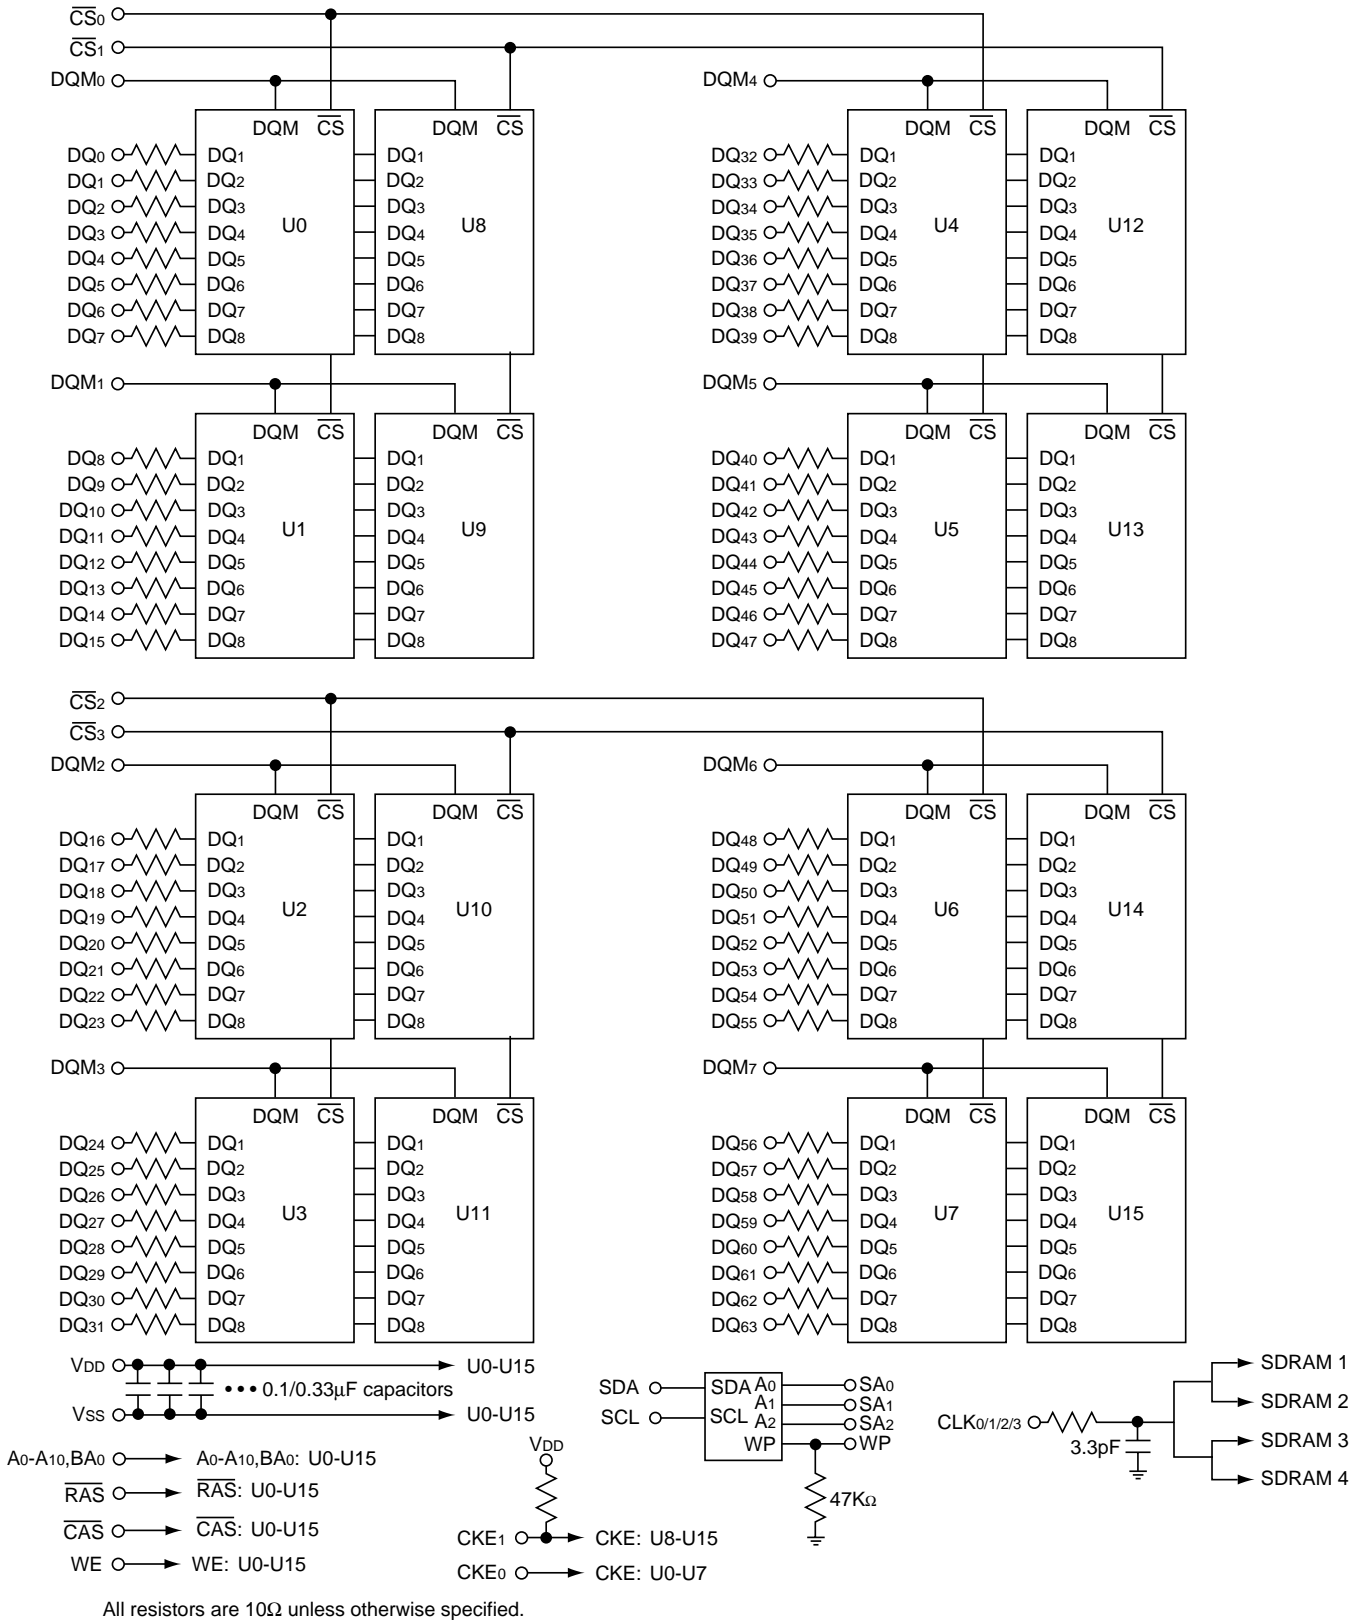 CS0
CS1
DQM0 DQM4
DQM CS DQM CS DQM CS DQM CS
DQ0 DQ1 DQ1 DQ32 DQ1 DQ1
DQ1 DQ2 DQ2 DQ33 DQ2 DQ2
DQ2 DQ3 DQ3 DQ34 DQ3 DQ3
U0 U8 U4 U12
DQ3 DQ4 DQ4 DQ35 DQ4 DQ4
DQ4 DQ5 DQ5 DQ36 DQ5 DQ5
DQ5 DQ6 DQ6 DQ37 DQ6 DQ6
DQ6 DQ7 DQ7 DQ38 DQ7 DQ7
DQ7 DQ8 DQ8 DQ39 DQ8 DQ8
DQM1 DQM5
DQM CS DQM CS DQM CS DQM CS
DQ8 DQ1 DQ1 DQ40 DQ1 DQ1
DQ9 DQ2 DQ2 DQ41 DQ2 DQ2
DQ10 DQ3 DQ3 DQ42 DQ3 DQ3
U1 U9 U5 U13
DQ11 DQ4 DQ4 DQ43 DQ4 DQ4
DQ12 DQ5 DQ5 DQ44 DQ5 DQ5
DQ13 DQ6 DQ6 DQ45 DQ6 DQ6
DQ14 DQ7 DQ7 DQ46 DQ7 DQ7
DQ15 DQ8 DQ8 DQ47 DQ8 DQ8
CS2
CS3
DQM2 DQM6
DQM CS DQM CS DQM CS DQM CS
DQ16 DQ1 DQ1 DQ48 DQ1 DQ1
DQ17 DQ2 DQ2 DQ49 DQ2 DQ2
DQ18 DQ3 DQ3 DQ50 DQ3 DQ3
U2 U10 U6 U14
DQ19 DQ4 DQ4 DQ51 DQ4 DQ4
DQ20 DQ5 DQ5 DQ52 DQ5 DQ5
DQ21 DQ6 DQ6 DQ53 DQ6 DQ6
DQ22 DQ7 DQ7 DQ54 DQ7 DQ7
DQ23 DQ8 DQ8 DQ55 DQ8 DQ8
DQM3 DQM7
DQM CS DQM CS DQM CS DQM CS
DQ24 DQ1 DQ1 DQ56 DQ1 DQ1
DQ25 DQ2 DQ2 DQ57 DQ2 DQ2
DQ26 DQ3 DQ3 DQ58 DQ3 DQ3
U3 U11 U7 U15
DQ27 DQ4 DQ4 DQ59 DQ4 DQ4
DQ28 DQ5 DQ5 DQ60 DQ5 DQ5
DQ29 DQ6 DQ6 DQ61 DQ6 DQ6
DQ30 DQ7 DQ7 DQ62 DQ7 DQ7
DQ31 DQ8 DQ8 DQ63 DQ8 DQ8
VDD U0-U15
••• 0.1/0.33µF capacitors
VSS U0-U15
A0-A10,BA0 A0-A10,BA0: U0-U15
RAS RAS: U0-U15
CAS CAS: U0-U15
WE WE: U0-U15
VDD
CKE1 CKE: U8-U15
CKE0 CKE: U0-U7
SDA SDA A0 SA0
A1 SA1
SCL SCL A2 SA2
WP WP
47KΩ
CLK0/1/2/3
3.3pF
SDRAM 1
SDRAM 2
SDRAM 3
SDRAM 4
All resistors are 10Ω unless otherwise specified.